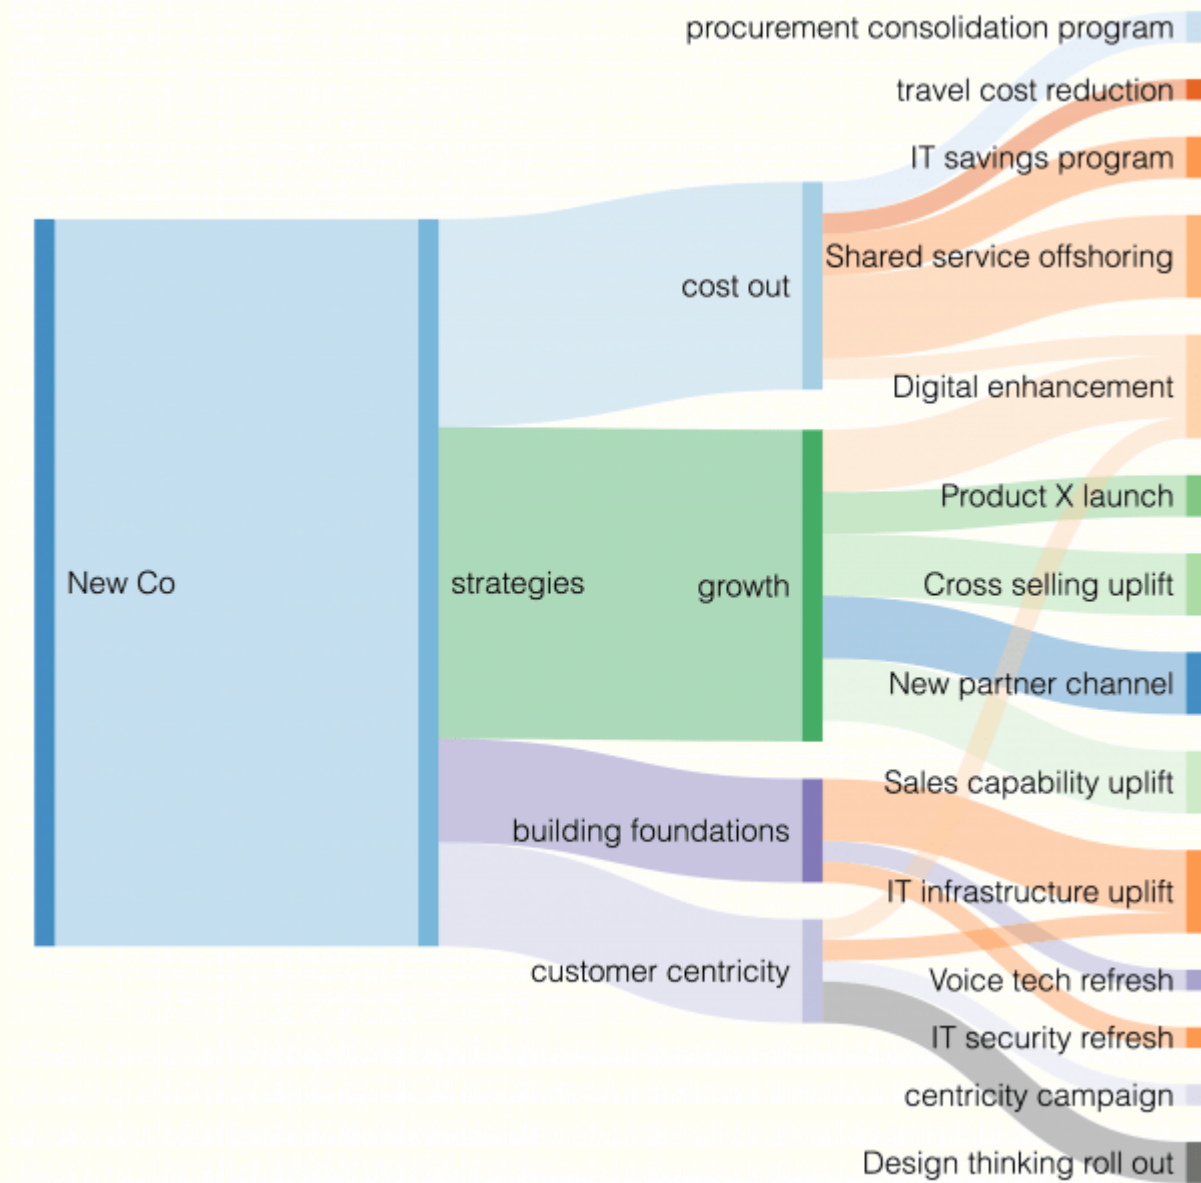 procurement consolidation program
travel cost reduction
IT savings program
Shared service offshoring
cost out
Digital enhancement
Product X launch
New Co
strategies
growth
Cross selling uplift
New partner channel
Sales capability uplift
building foundations
IT infrastructure uplift
customer centricity
Voice tech refresh
IT security refresh
centricity campaign
Design thinking roll out